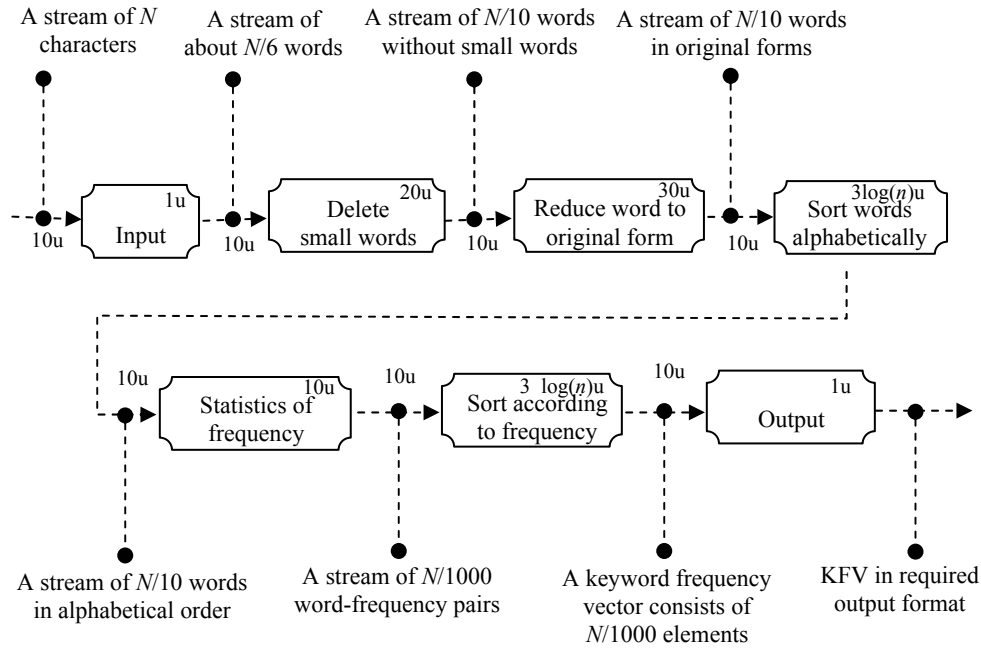 A stream of N
characters
A stream of
about N/6 words
A stream of N/10 words
without small words
A stream of N/10 words
in original forms
10u
1u
Input
10u
20u
Delete
small words
10u
30u
Reduce word to
original form
10u
3log(n)u
Sort words
alphabetically
10u
10u
Statistics of
frequency
10u
3 log(n)u
Sort according
to frequency
10u
1u
Output
A stream of N/10 words
in alphabetical order
A stream of N/1000
word-frequency pairs
A keyword frequency
vector consists of
N/1000 elements
KFV in required
output format